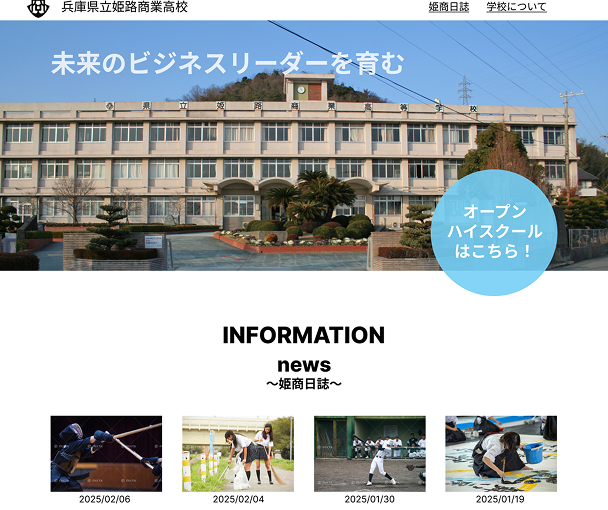 兵庫県立姫路商業高校
姫商日誌 学校について
未来のビジネスリーダーを育む
県立姫路商業高等学校
オープン
ハイスクール
はこちら！
INFORMATION
news
～姫商日誌～
2025/02/06 2025/02/04 2025/01/30 2025/01/19